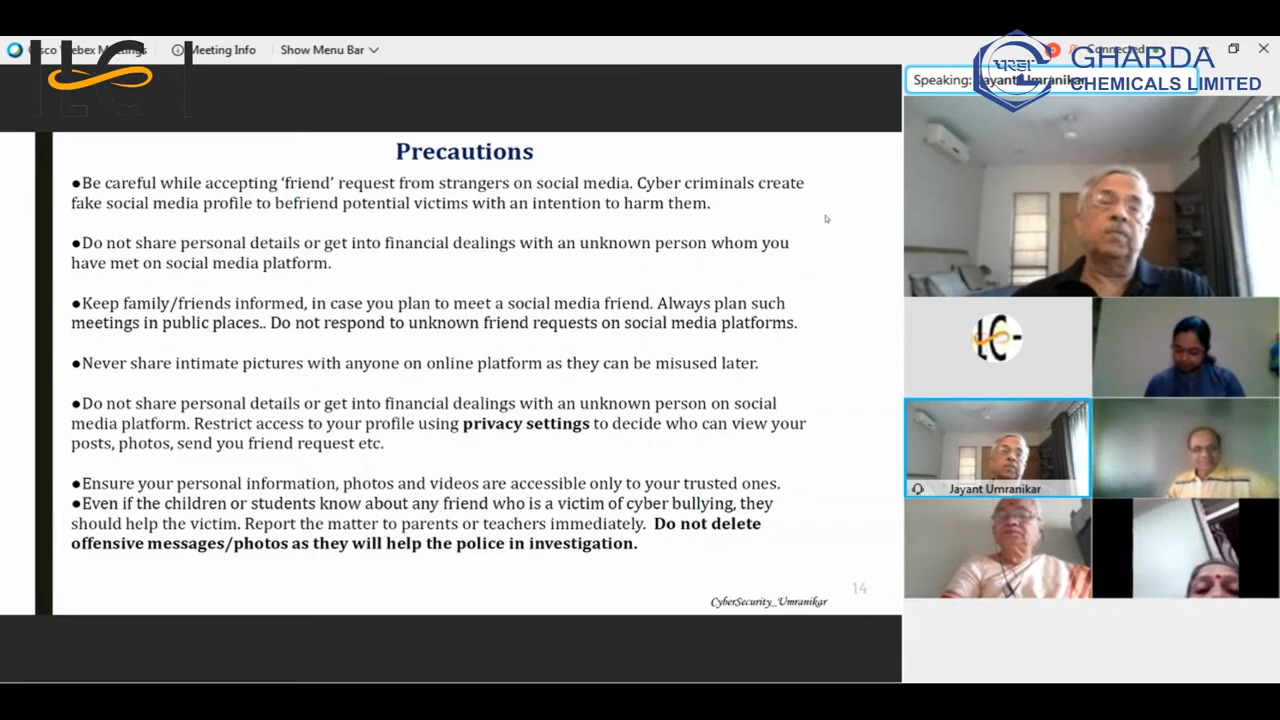 Cisco Webex Meetings
Meeting Info
Show Menu Bar
Connected
ILC
घरडा
GHARDA
CHEMICALS LIMITED
Speaking: Jayant Umranikar
Precautions
●Be careful while accepting ‘friend’ request from strangers on social media. Cyber criminals create
fake social media profile to befriend potential victims with an intention to harm them.
●Do not share personal details or get into financial dealings with an unknown person whom you
have met on social media platform.
●Keep family/friends informed, in case you plan to meet a social media friend. Always plan such
meetings in public places.. Do not respond to unknown friend requests on social media platforms.
●Never share intimate pictures with anyone on online platform as they can be misused later.
●Do not share personal details or get into financial dealings with an unknown person on social
media platform. Restrict access to your profile using privacy settings to decide who can view your
posts, photos, send you friend request etc.
●Ensure your personal information, photos and videos are accessible only to your trusted ones.
●Even if the children or students know about any friend who is a victim of cyber bullying, they
should help the victim. Report the matter to parents or teachers immediately. Do not delete
offensive messages/photos as they will help the police in investigation.
14
CyberSecurity_Umranikar
Jayant Umranikar